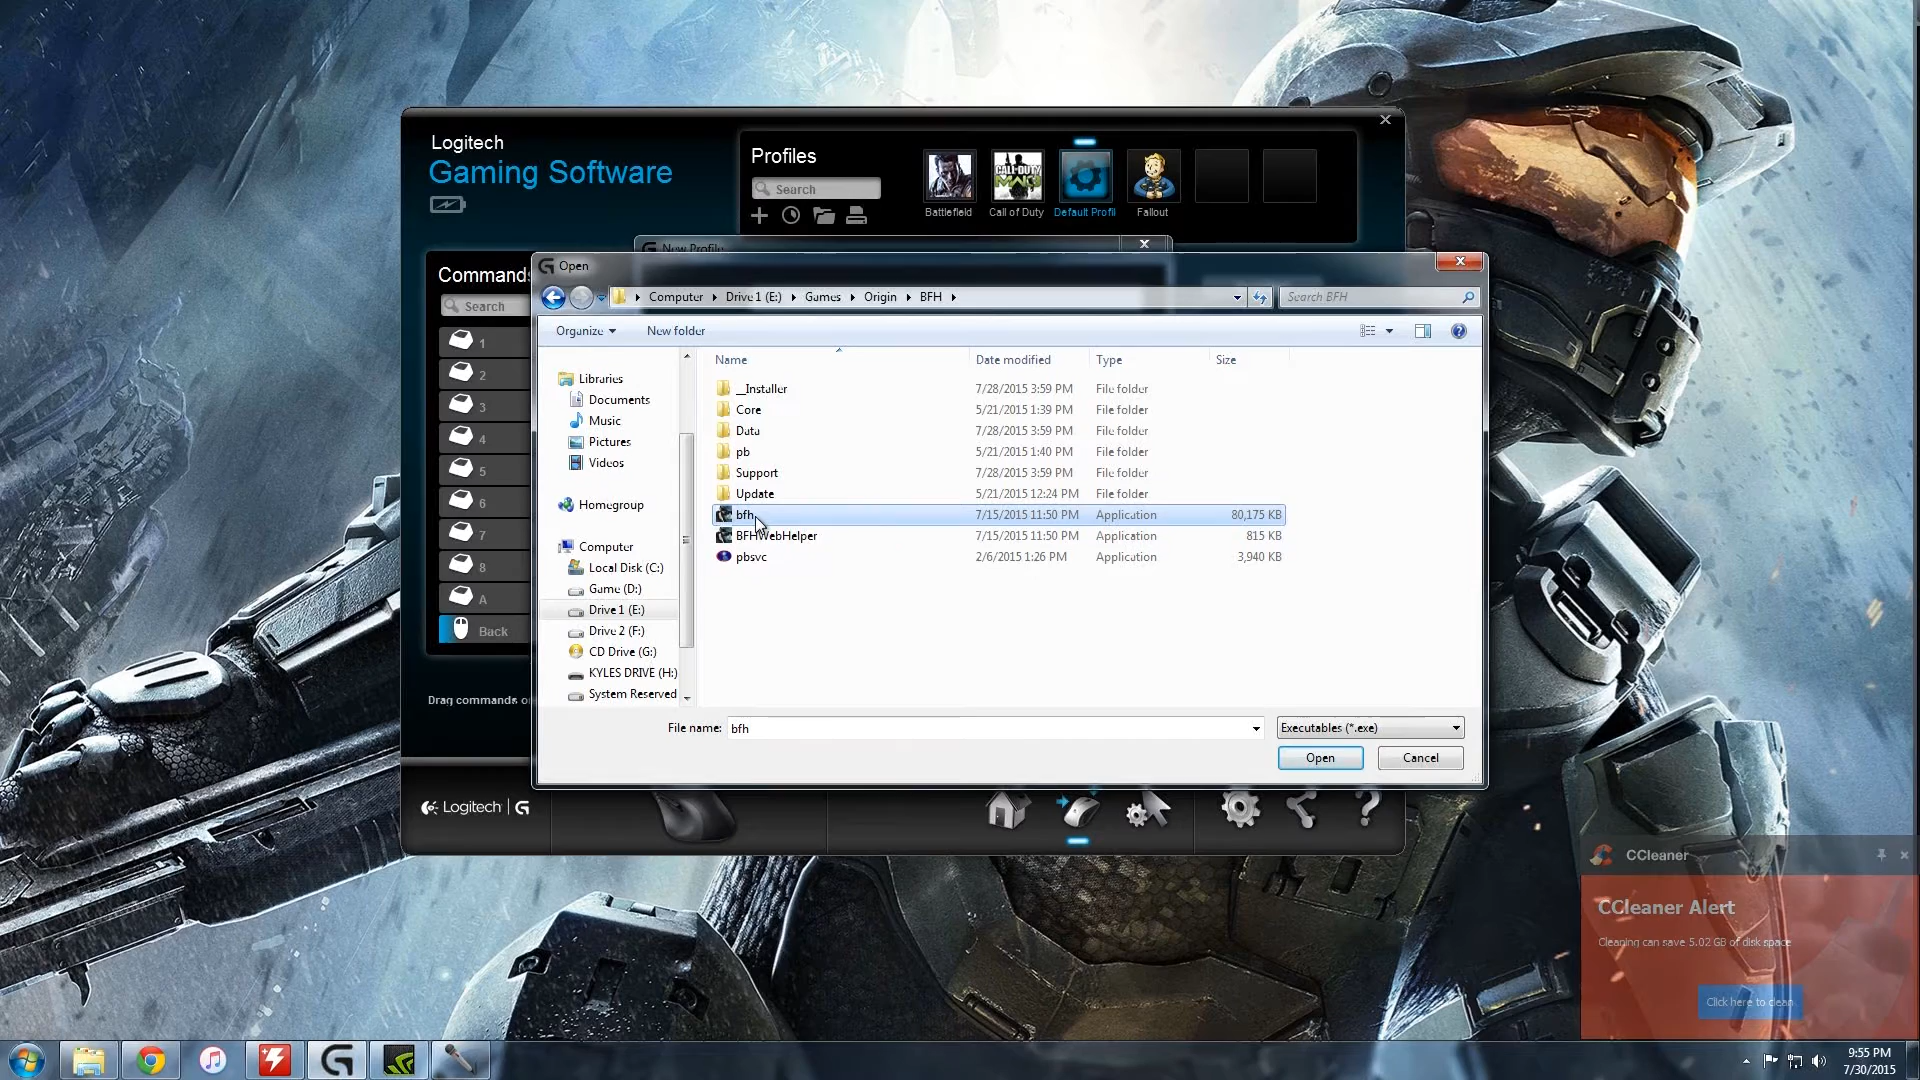 Logitech
Gaming Software
Profiles
Search
CALL-DUTY
MW3
Battlefield
Call of Duty
Default Profil
Fallout
New Profile
Commands
Search
1
2
3
4
5
6
7
8
A
Back
Drag commands o
Open
Computer
Drive 1 (E:)
Games
Origin
BFH
Search BFH
Organize
New folder
Name
Date modified
Type
Size
Libraries
Documents
Music
Pictures
Videos
Homegroup
Computer
Local Disk (C:)
Game (D:)
Drive 1 (E:)
Drive 2 (F:)
CD Drive (G:)
KYLES DRIVE (H:)
System Reserved
__Installer 7/28/2015 3:59 PM File folder
Core 5/21/2015 1:39 PM File folder
Data 7/28/2015 3:59 PM File folder
pb 5/21/2015 1:40 PM File folder
Support 7/28/2015 3:59 PM File folder
Update 5/21/2015 12:24 PM File folder
bfh 7/15/2015 11:50 PM Application 80,175 KB
BFHWebHelper 7/15/2015 11:50 PM Application 815 KB
pbsvc 2/6/2015 1:26 PM Application 3,940 KB
File name: bfh
Executables (*.exe)
Open
Cancel
Logitech | G
CCleaner
CCleaner Alert
Cleaning can save 5.02 GB of disk space
Click here to clean
9:55 PM
7/30/2015